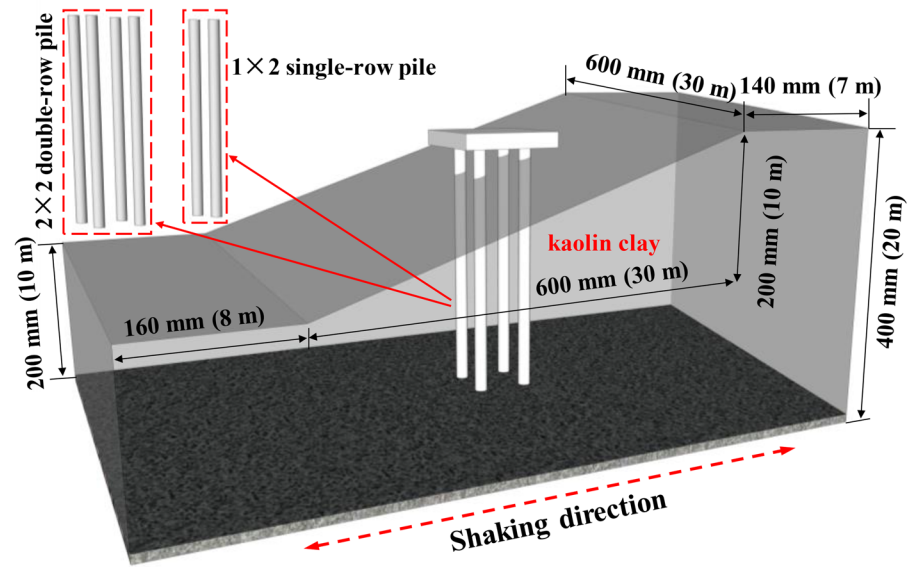 2×2 double-row pile
1×2 single-row pile
600 mm (30 m)
140 mm (7 m)
200 mm (10 m)
kaolin clay
200 mm (10 m)
400 mm (20 m)
600 mm (30 m)
160 mm (8 m)
Shaking direction